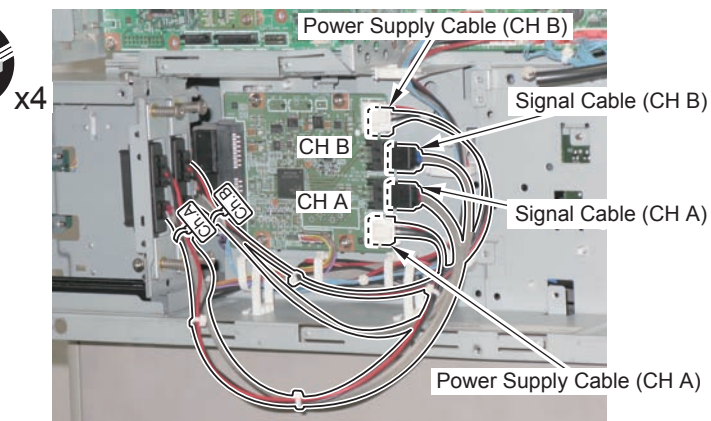 Power Supply Cable (CH B)
x4
Signal Cable (CH B)
CH B
CH A
Ch.A
Ch.B
Signal Cable (CH A)
Power Supply Cable (CH A)